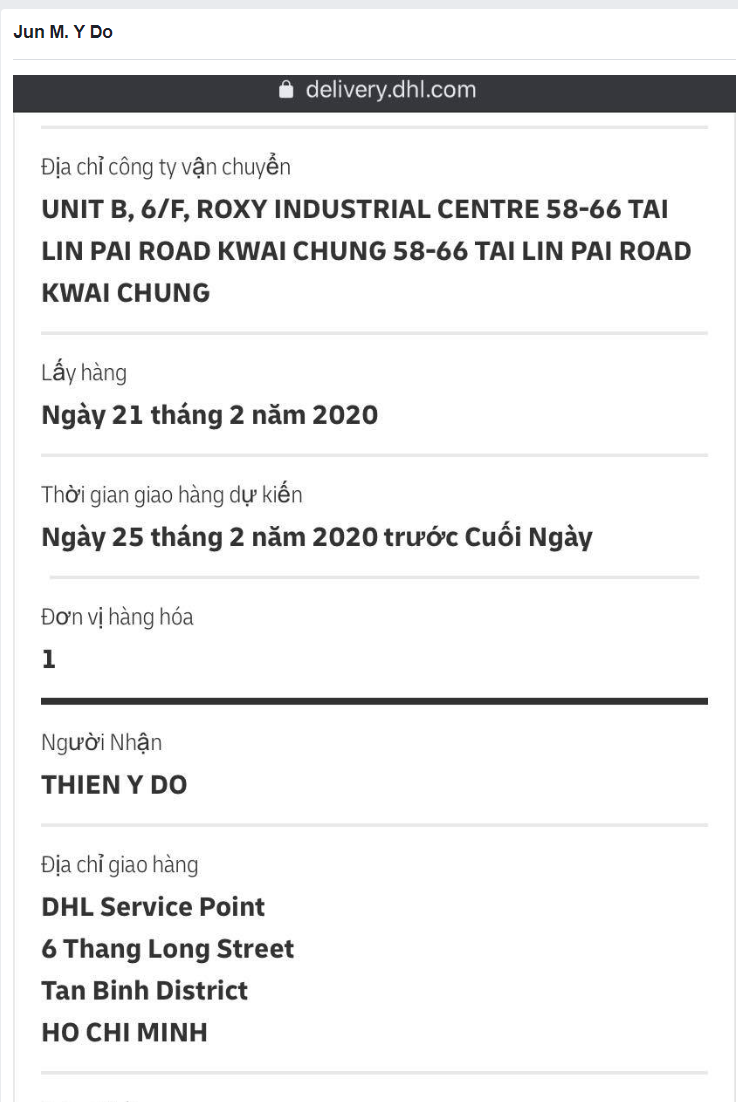 Jun M. Y Do
delivery.dhl.com
Địa chỉ công ty vận chuyển
UNIT B, 6/F, ROXY INDUSTRIAL CENTRE 58-66 TAI
LIN PAI ROAD KWAI CHUNG 58-66 TAI LIN PAI ROAD
KWAI CHUNG
Lấy hàng
Ngày 21 tháng 2 năm 2020
Thời gian giao hàng dự kiến
Ngày 25 tháng 2 năm 2020 trước Cuối Ngày
Đơn vị hàng hóa
1
Người Nhận
THIEN Y DO
Địa chỉ giao hàng
DHL Service Point
6 Thang Long Street
Tan Binh District
HO CHI MINH